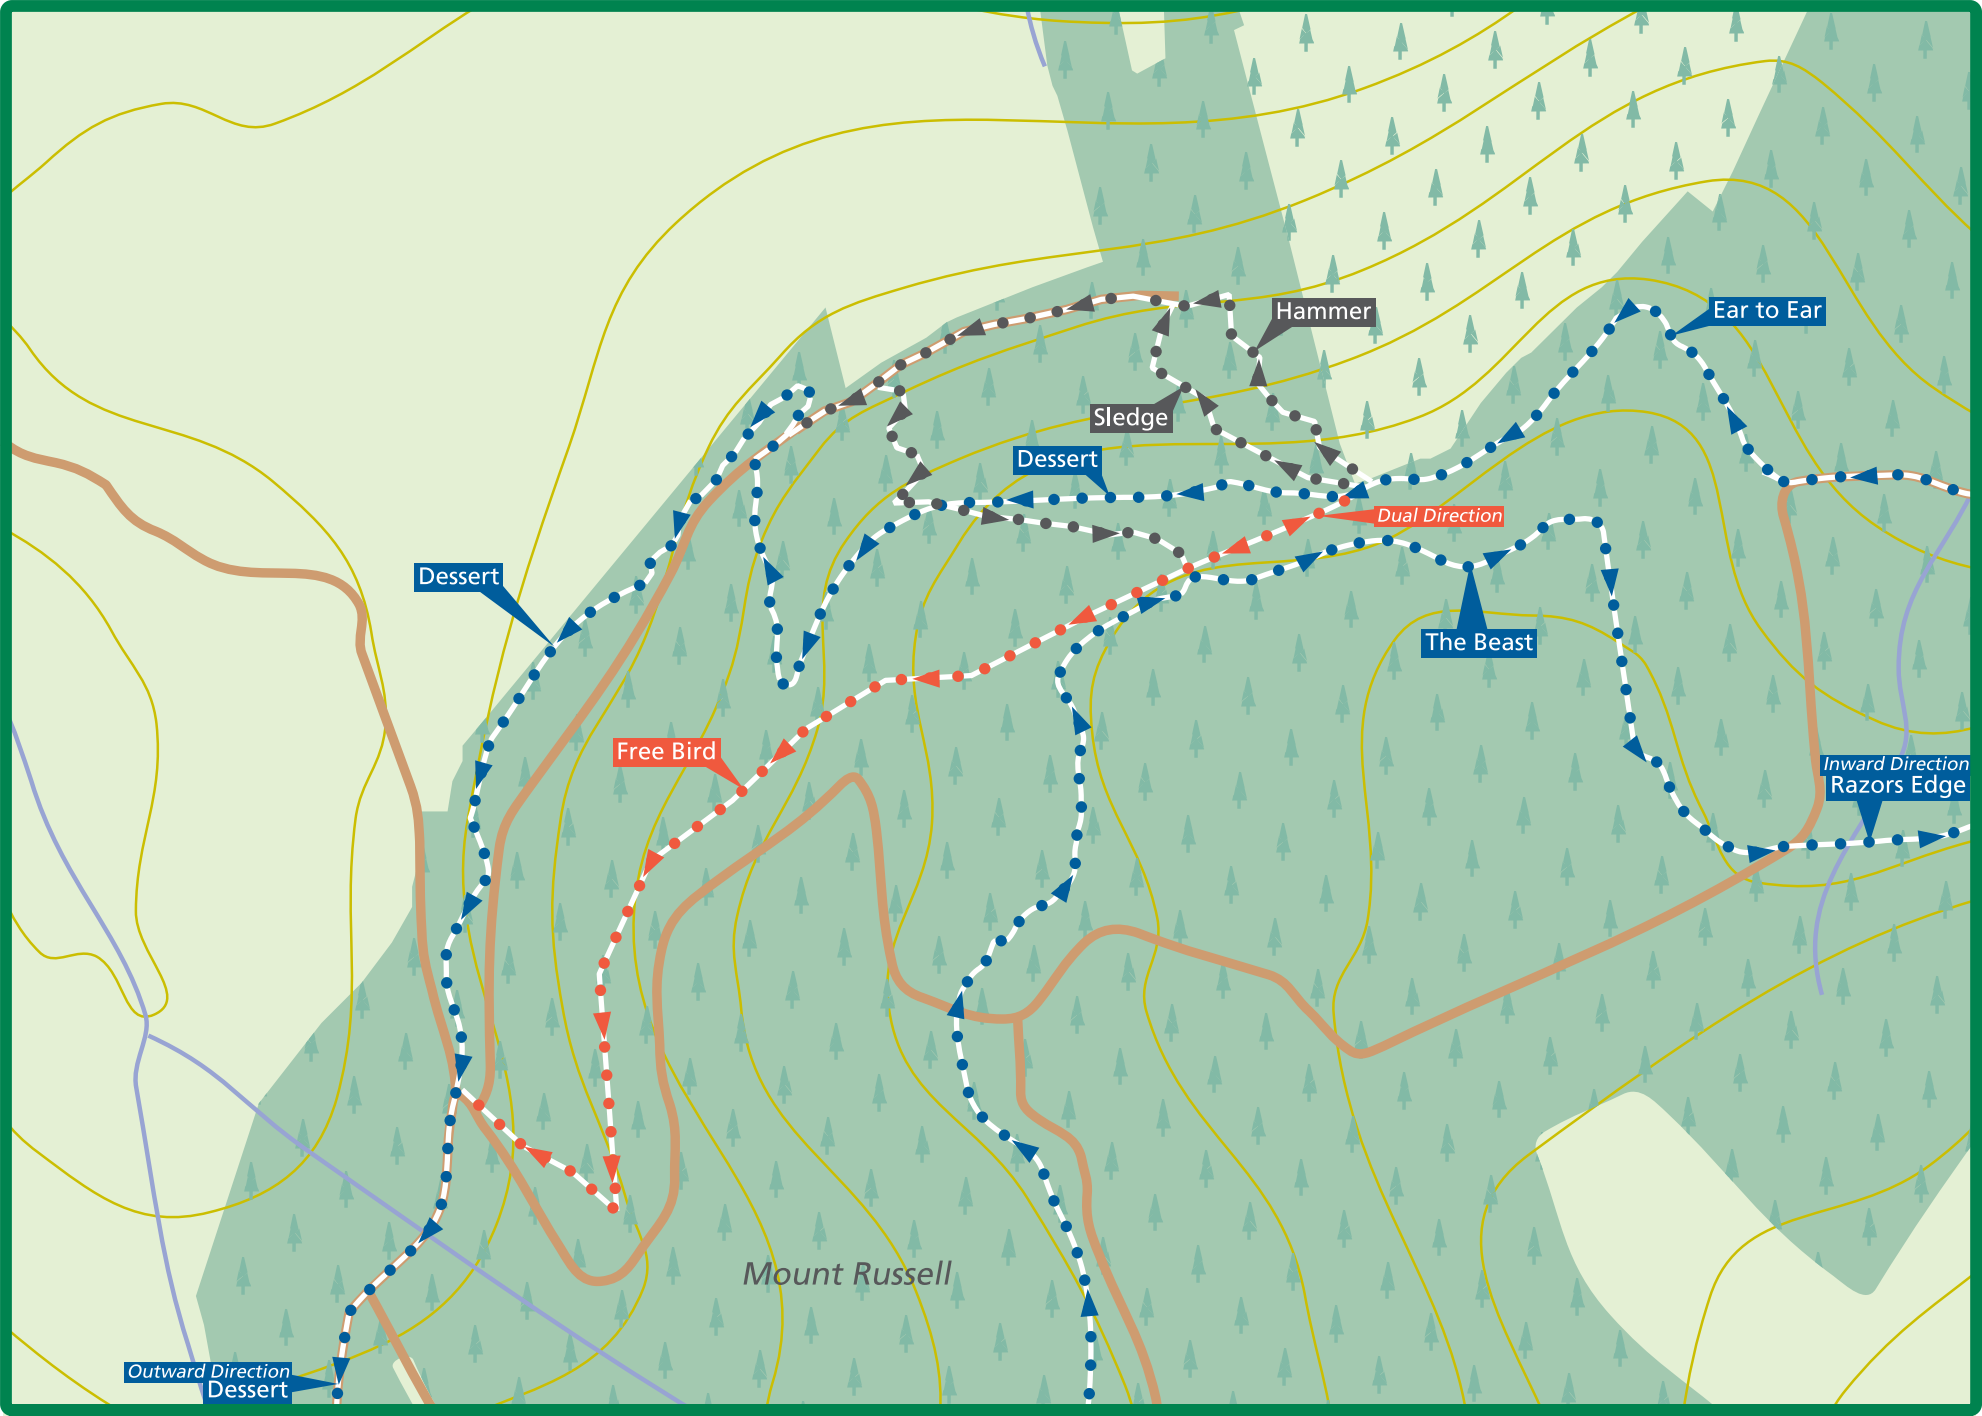 Hammer
Ear to Ear
Sledge
Dessert
Dual Direction
Dessert
The Beast
Free Bird
Inward Direction
Razors Edge
Mount Russell
Outward Direction
Dessert